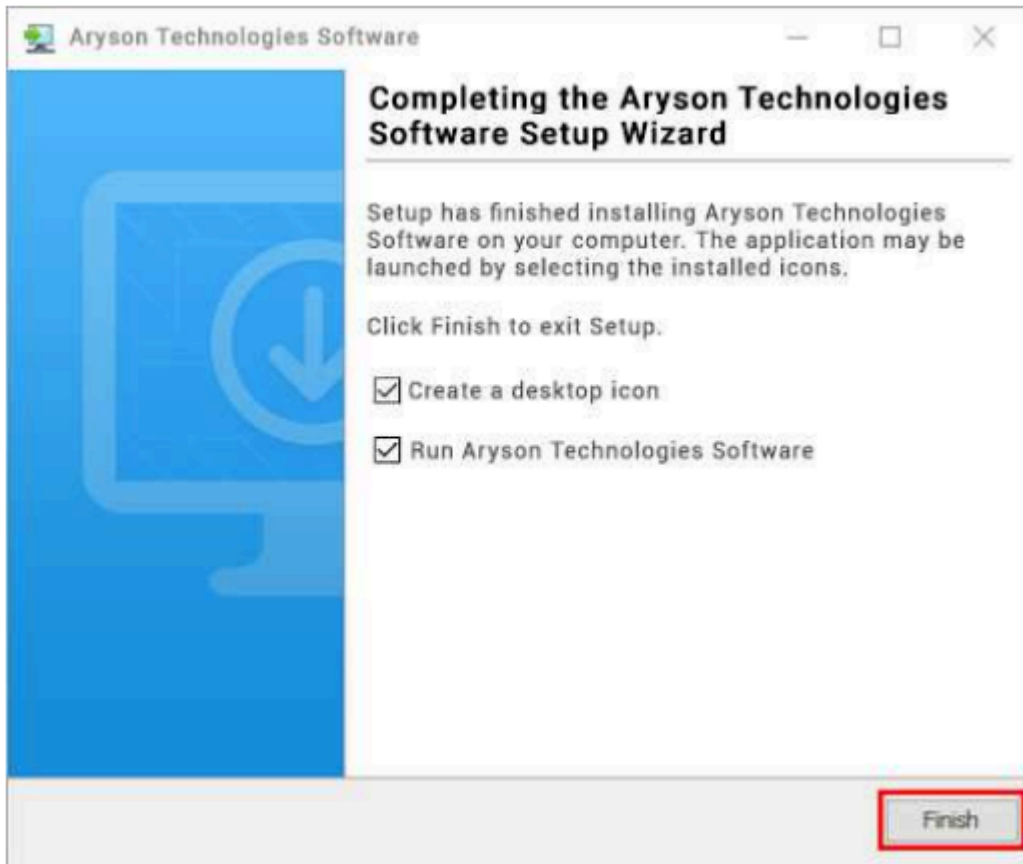 Aryson Technologies Software
Completing the Aryson Technologies
Software Setup Wizard
Setup has finished installing Aryson Technologies
Software on your computer. The application may be
launched by selecting the installed icons.
Click Finish to exit Setup.
Create a desktop icon
Run Aryson Technologies Software
Finish